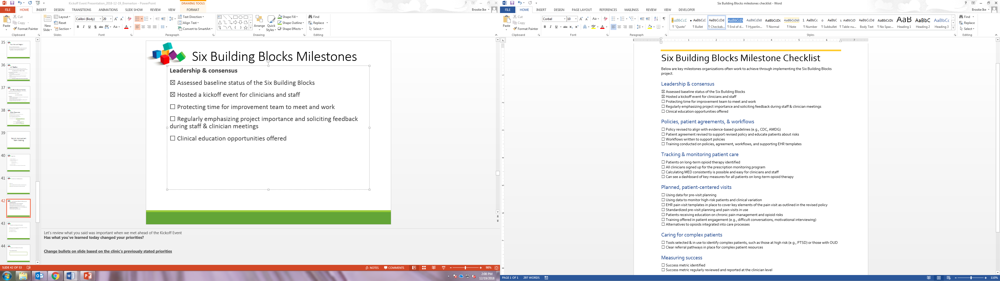 Kickoff Event Presentation_2018-12-19_Bremerton - PowerPoint
DRAWING TOOLS
FILE HOME INSERT DESIGN TRANSITIONS ANIMATIONS SLIDE SHOW REVIEW VIEW FORMAT
Brooke Ike
Paste
Cut
Copy
Format Painter
Clipboard
New Slide
Layout
Reset
Section
Slides
Calibri (Body) 20
Font
Text Direction
Align Text
Convert to SmartArt
Paragraph
Arrange
Quick Styles
Shape Fill
Shape Outline
Shape Effects
Drawing
Find
Replace
Select
Editing
35
36
37
38
39
Opioid Improvement
Team Meeting
40
41
42
43
44
Six Building Blocks Milestones
Leadership & consensus
☒ Assessed baseline status of the Six Building Blocks
☒ Hosted a kickoff event for clinicians and staff
☐ Protecting time for improvement team to meet and work
☐ Regularly emphasizing project importance and soliciting feedback
during staff & clinician meetings
☐ Clinical education opportunities offered
Let's review what you said was important when we met ahead of the Kickoff Event
Has what you've learned today changed your priorities?
Change bullets on slide based on the clinic's previously stated priorities
SLIDE 42 OF 53
NOTES COMMENTS 98%
2:08 PM
12/19/2018
Six Building Blocks milestones checklist - Word
FILE HOME INSERT DESIGN PAGE LAYOUT REFERENCES MAILINGS REVIEW VIEW DEVELOPER
Brooke Ike
Paste
Cut
Copy
Format Painter
Clipboard
Corbel 10
Font
Paragraph
¶ "Quote" ¶ Bullet ¶ Checkab... ¶ End of d... ¶ Hyperlin... ¶ Normal ¶ Note ¶ Number ¶ Subbullet ¶ Table nu... Body Text ¶ No Spac... Heading 1 Heading 2 Heading 3
Styles
Find
Replace
Select
Editing
Six Building Blocks Milestone Checklist
Below are key milestones organizations often work to achieve through implementing the Six Building Blocks
project.
Leadership & consensus
☒ Assessed baseline status of the Six Building Blocks
☒ Hosted a kickoff event for clinicians and staff
☐ Protecting time for improvement team to meet and work
☐ Regularly emphasizing project importance and soliciting feedback during staff & clinician meetings
☐ Clinical education opportunities offered
Policies, patient agreements, & workflows
☐ Policy revised to align with evidence-based guidelines (e.g., CDC, AMDG)
☐ Patient agreement revised to support revised policy and educate patients about risks
☐ Workflows written to support policies
☐ Training conducted on policies, agreement, workflows, and supporting EHR templates
Tracking & monitoring patient care
☐ Patients on long-term opioid therapy identified
☐ All clinicians signed up for the prescription monitoring program
☐ Calculating MED consistently is possible and easy for clinicians and staff
☐ Can see a dashboard of key measures for all patients on long-term opioid therapy
Planned, patient-centered visits
☐ Using data for pre-visit planning
☐ Using data to monitor high-risk patients and clinical variation
☐ EHR pain visit templates in place to cover key elements of the pain visit as outlined in the revised policy
☐ Standardized pre-visit planning and pain visits in use
☐ Patients receiving education on chronic pain management and opioid risks
☐ Training offered in patient engagement (e.g., difficult conversations, motivational interviewing)
☐ Alternatives to opioids integrated into care processes
Caring for complex patients
☐ Tools selected & in use to identify complex patients, such as those at high risk (e.g., PTSD) or those with OUD
☐ Clear referral pathways in place for complex patient resources
Measuring success
☐ Success metric identified
☐ Success metric regularly reviewed and reported at the clinician level
PAGE 1 OF 1 297 WORDS
110%